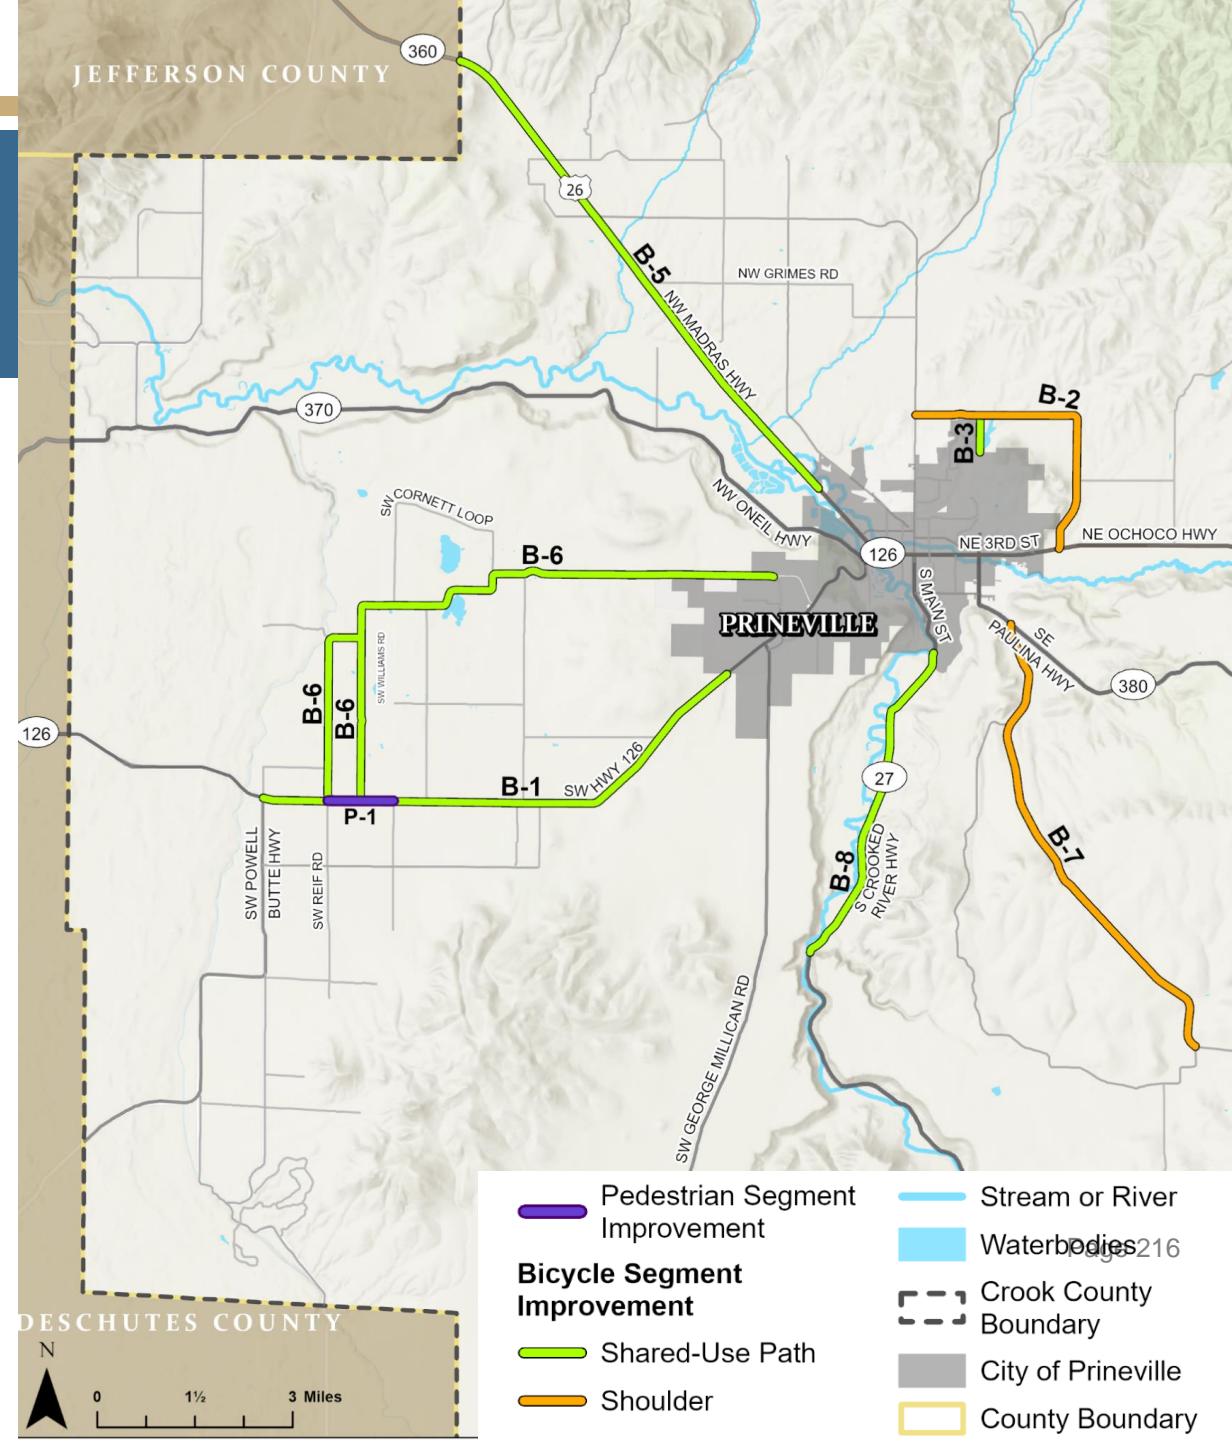 360
JEFFERSON COUNTY
26
B-5
NW GRIMES RD
NW MADRAS HWY
370
B-2
B-3
SW CORNETT LOOP
NW ONEIL HWY
126
NE 3RD ST
NE OCHOCO HWY
B-6
S MAIN ST
PRINEVILLE
SE
PAULINA HWY
380
SW WILLIAMS RD
B-6
B-6
126
SW HWY 126
B-1
P-1
27
B-8
S CROOKED
RIVER HWY
B-7
SW POWELL
BUTTE HWY
SW REIF RD
SW GEORGE MILLICAN RD
DESCHUTES COUNTY
N
0 1½ 3 Miles
Pedestrian Segment
Improvement
Bicycle Segment
Improvement
Shared-Use Path
Shoulder
Stream or River
Waterbodies
Page 216
Crook County
Boundary
City of Prineville
County Boundary